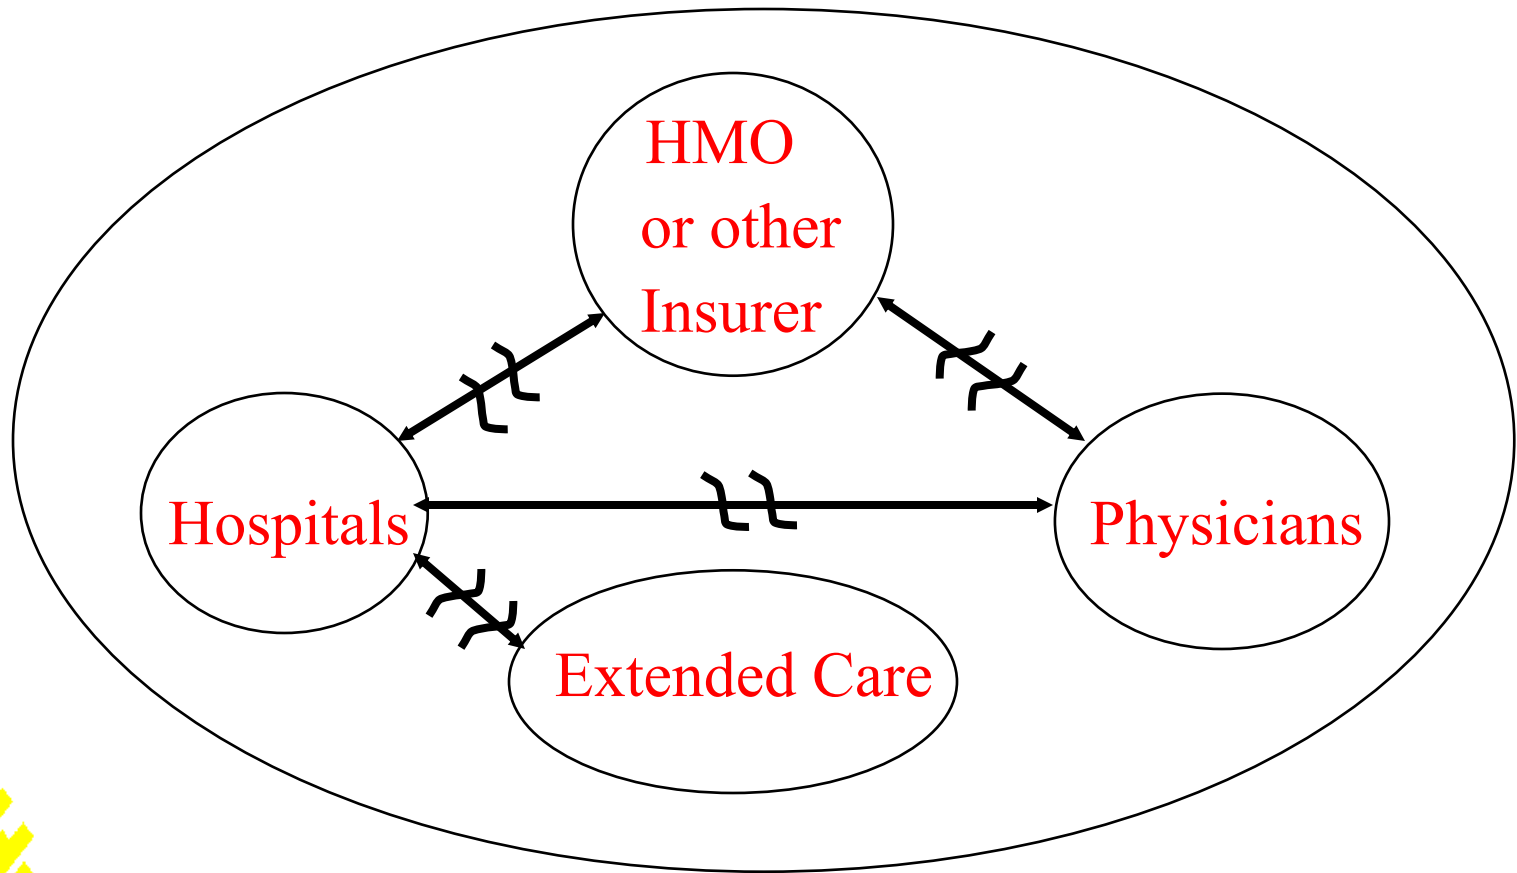 HMO
or other
Insurer
Hospitals
Physicians
Extended Care